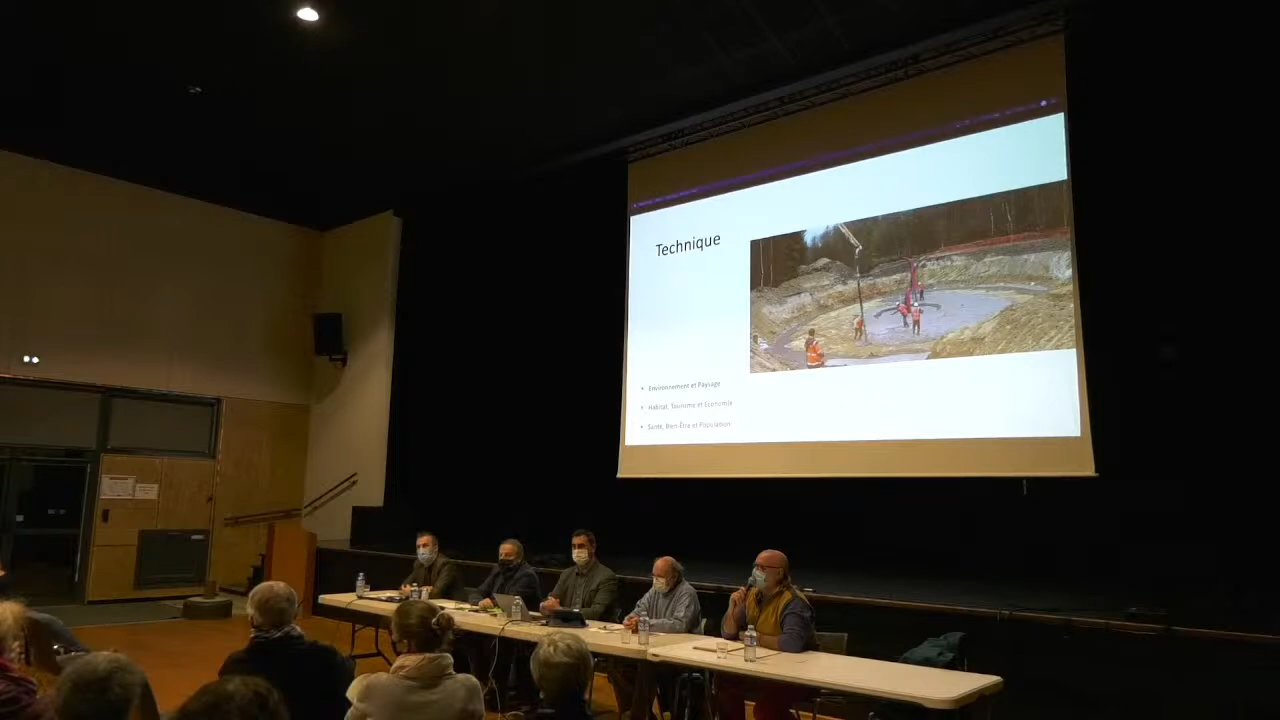 Technique
• Environnement et Paysage
• Habitat, Tourisme et Economie
• Santé, Bien-Être et Population